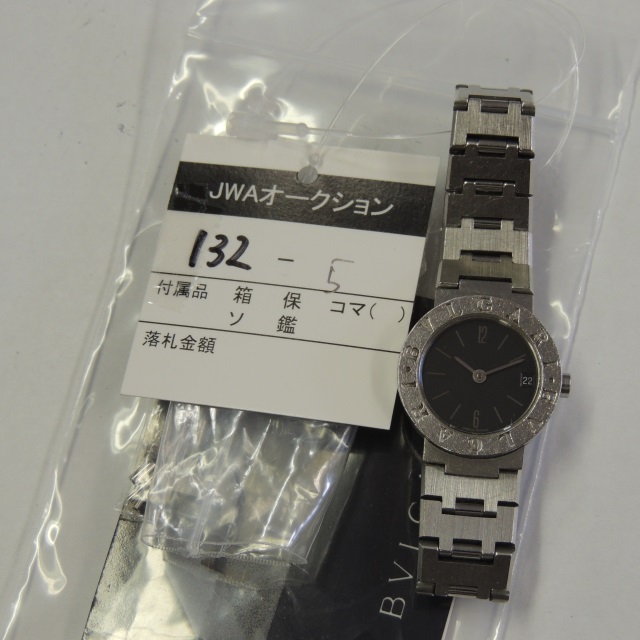 JWAオークション
132 - 5
付属品 箱 保 コマ( )
ソ 鑑
落札金額
BVLGARI
BVLGARI
12
22
6
BVLG